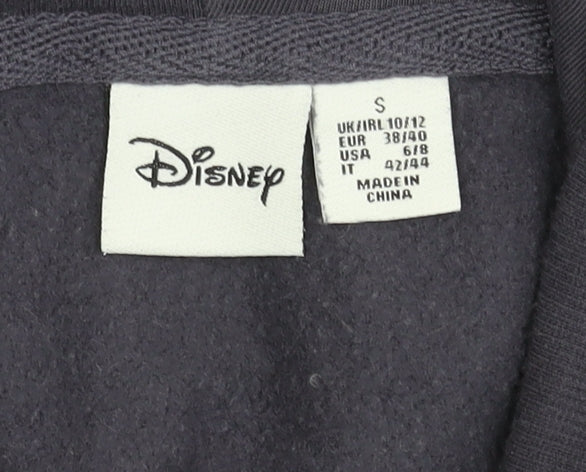 Disney
S
UK/IRL 10/12
EUR 38/40
USA 6/8
IT 42/44
MADE IN
CHINA